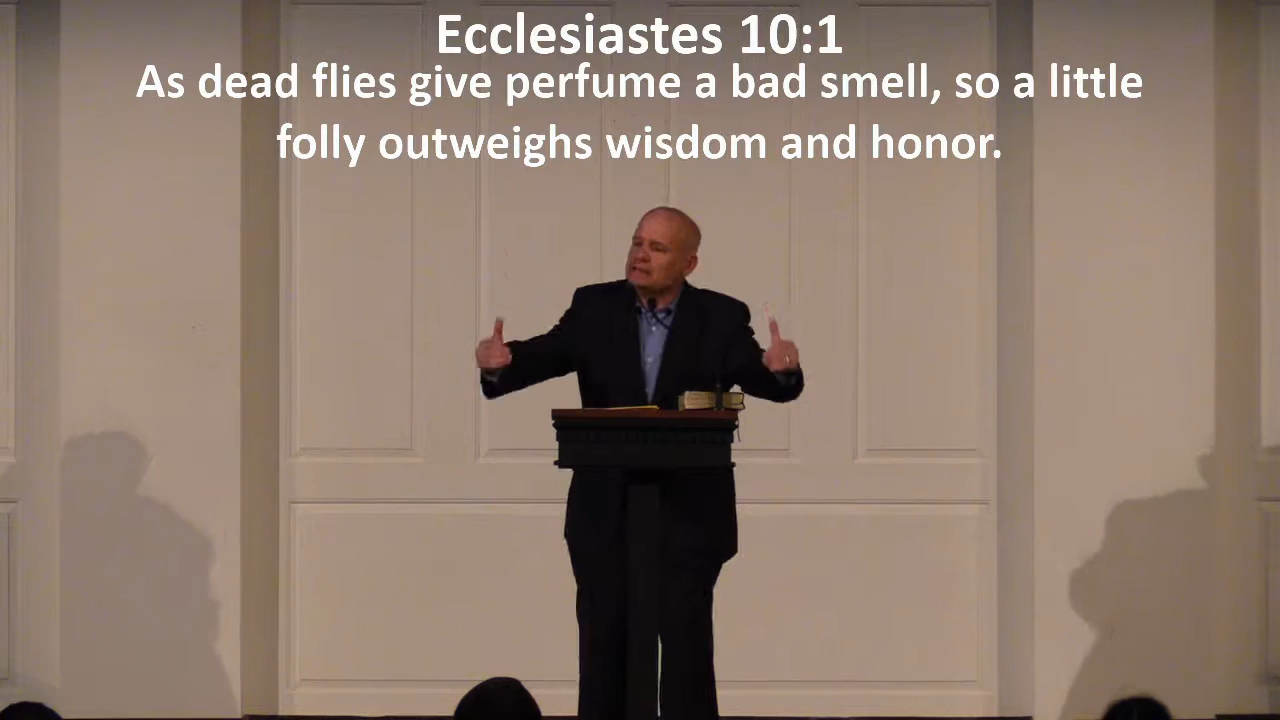 Ecclesiastes 10:1
As dead flies give perfume a bad smell, so a little
folly outweighs wisdom and honor.